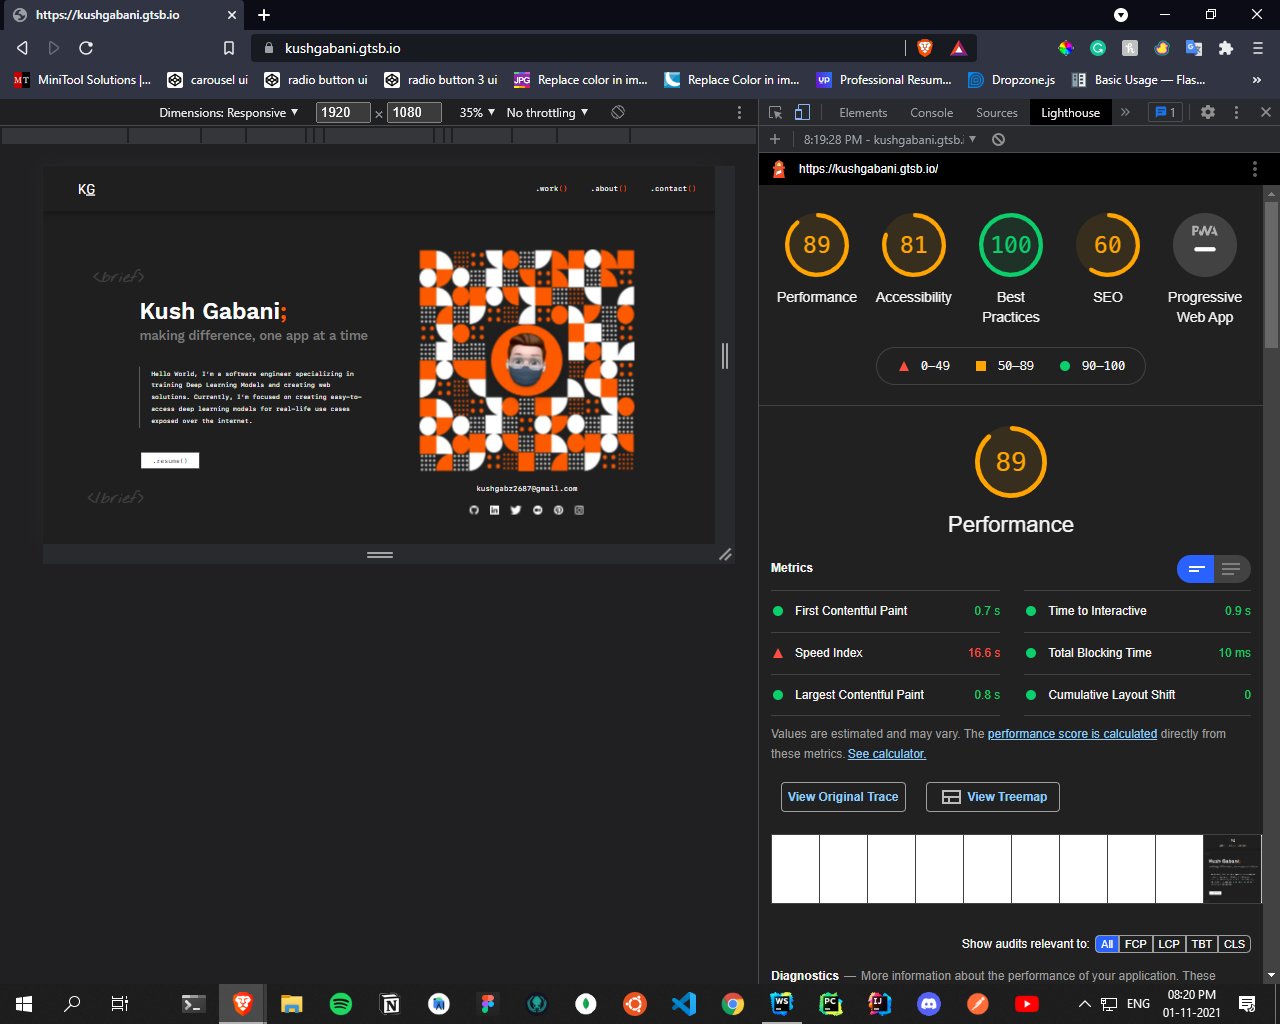 https://kushgabani.gtsb.io
kushgabani.gtsb.io
MT MiniTool Solutions |...
carousel ui
radio button ui
radio button 3 ui
JPG Replace color in im...
Replace Color in im...
up Professional Resum...
Dropzone.js
Basic Usage — Flas...
»
Dimensions: Responsive
1920 × 1080
35%
No throttling
Elements
Console
Sources
Lighthouse
»
1
8:19:28 PM - kushgabani.gtsb.i
https://kushgabani.gtsb.io/
KG
.work()
.about()
.contact()
<brief>
Kush Gabani;
making difference, one app at a time
Hello World, I'm a software engineer specializing in
training Deep Learning Models and creating web
solutions. Currently, I'm focused on creating easy-to-
access deep learning models for real-life use cases
exposed over the internet.
.resume()
</brief>
kushgabz2687@gmail.com
89
81
100
60
PWA
Performance
Accessibility
Best
Practices
SEO
Progressive
Web App
0–49
50–89
90–100
89
Performance
Metrics
First Contentful Paint 0.7 s
Time to Interactive 0.9 s
Speed Index 16.6 s
Total Blocking Time 10 ms
Largest Contentful Paint 0.8 s
Cumulative Layout Shift 0
Values are estimated and may vary. The performance score is calculated directly from
these metrics. See calculator.
View Original Trace
View Treemap
Kush Gabani;
Show audits relevant to: All FCP LCP TBT CLS
Diagnostics — More information about the performance of your application. These
WS
PC
IJ
ENG
08:20 PM
01-11-2021